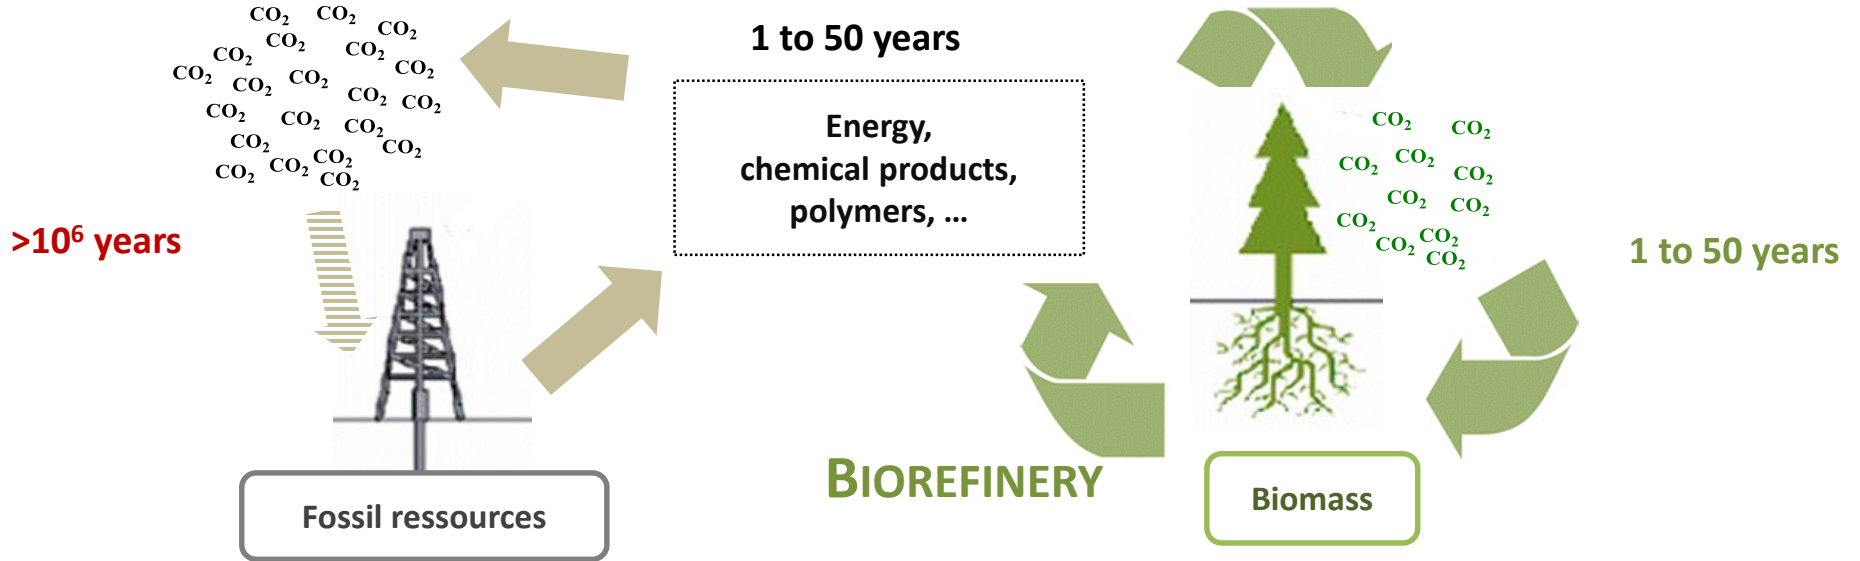 CO₂ CO₂ CO₂
CO₂ CO₂
CO₂ CO₂
CO₂ CO₂
CO₂ CO₂ CO₂
CO₂ CO₂ CO₂
CO₂ CO₂
CO₂ CO₂ CO₂
CO₂
>10⁶ years
Fossil ressources
1 to 50 years
Energy,
chemical products,
polymers, ...
BIOREFINERY
CO₂ CO₂
CO₂ CO₂ CO₂
CO₂ CO₂
CO₂ CO₂
CO₂ CO₂
1 to 50 years
Biomass